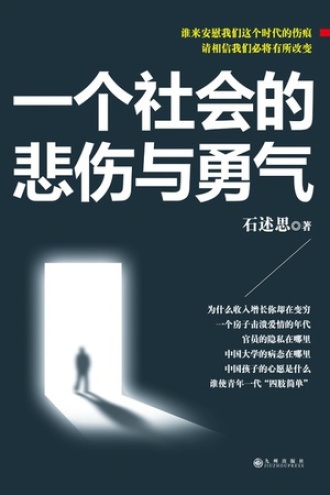 谁来安慰我们这个时代的伤痕
请相信我们必将有所改变
一个社会的
悲伤与勇气
石述思◎著
为什么收入增长你却在变穷
一个房子击溃爱情的年代
官员的隐私在哪里
中国大学的病态在哪里
中国孩子的心愿是什么
谁使青年一代“四肢简单”
九州出版社
JIUZHOUPRESS